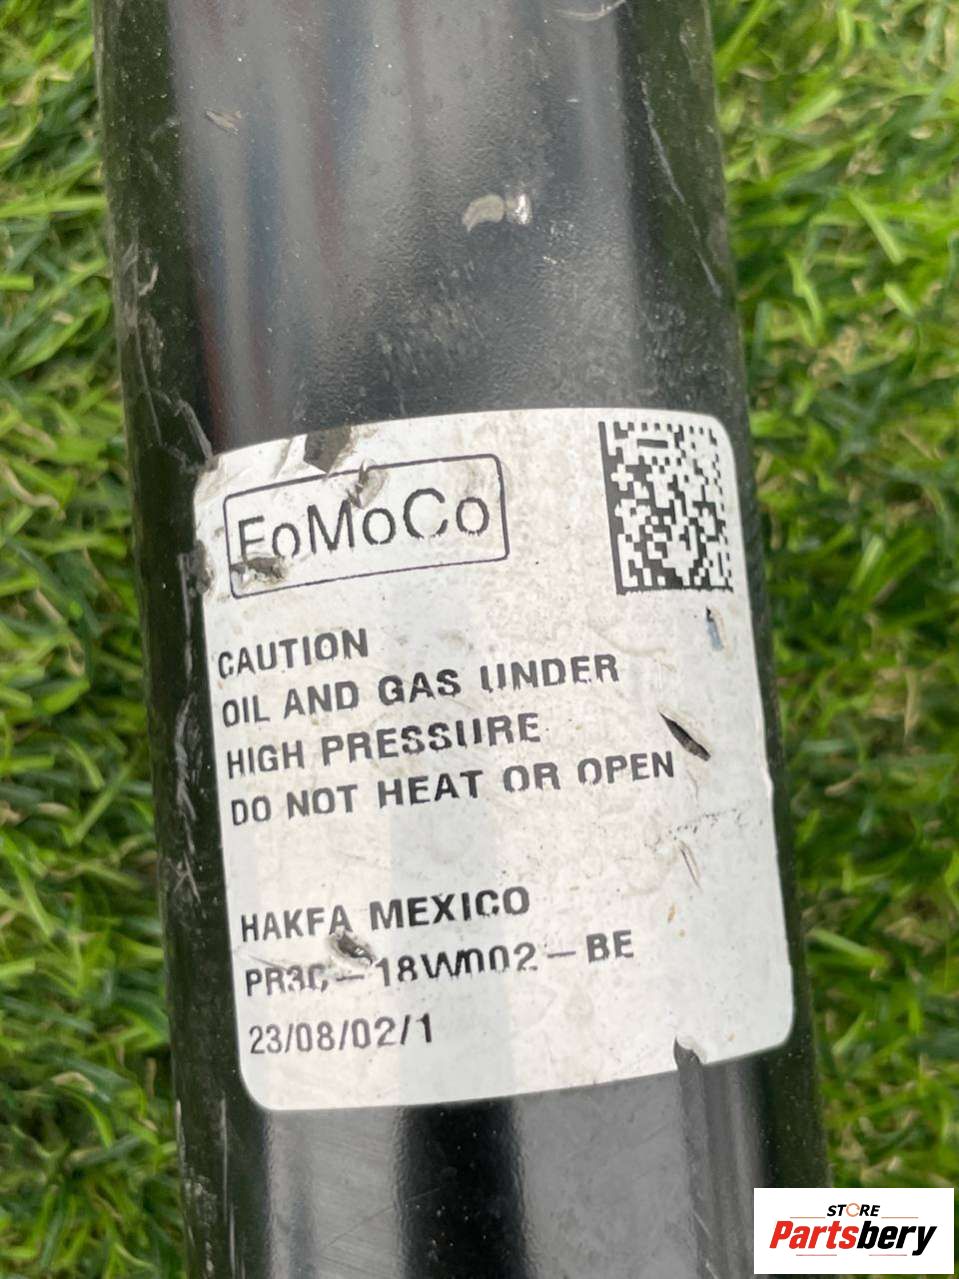 FoMoCo
CAUTION
OIL AND GAS UNDER
HIGH PRESSURE
DO NOT HEAT OR OPEN
HAKFA MEXICO
PR3C-18W002-BE
23/08/02/1
STORE
Partsbery